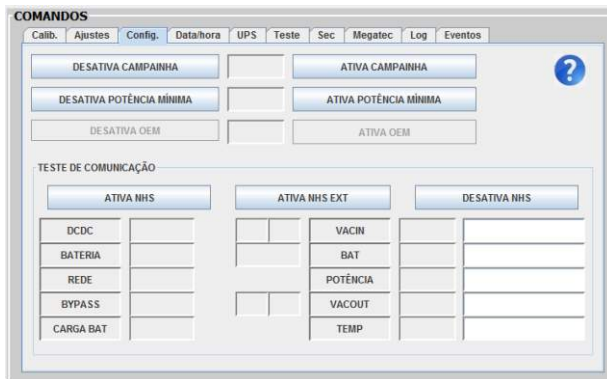 COMANDOS
Calib. Ajustes Config. Data/hora UPS Teste Sec Megatec Log Eventos
DESATIVA CAMPAINHA ATIVA CAMPAINHA
?
DESATIVA POTÊNCIA MÍNIMA ATIVA POTÊNCIA MÍNIMA
DESATIVA OEM ATIVA OEM
TESTE DE COMUNICAÇÃO
ATIVA NHS ATIVA NHS EXT DESATIVA NHS
DCDC VACIN
BATERIA BAT
REDE POTÊNCIA
BYPASS VACOUT
CARGA BAT TEMP